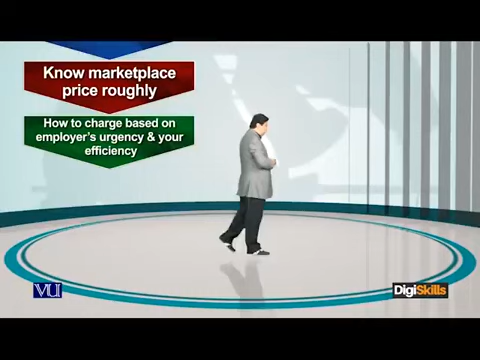 Know marketplace
price roughly
How to charge based on
employer's urgency & your
efficiency
VU
DigiSkills